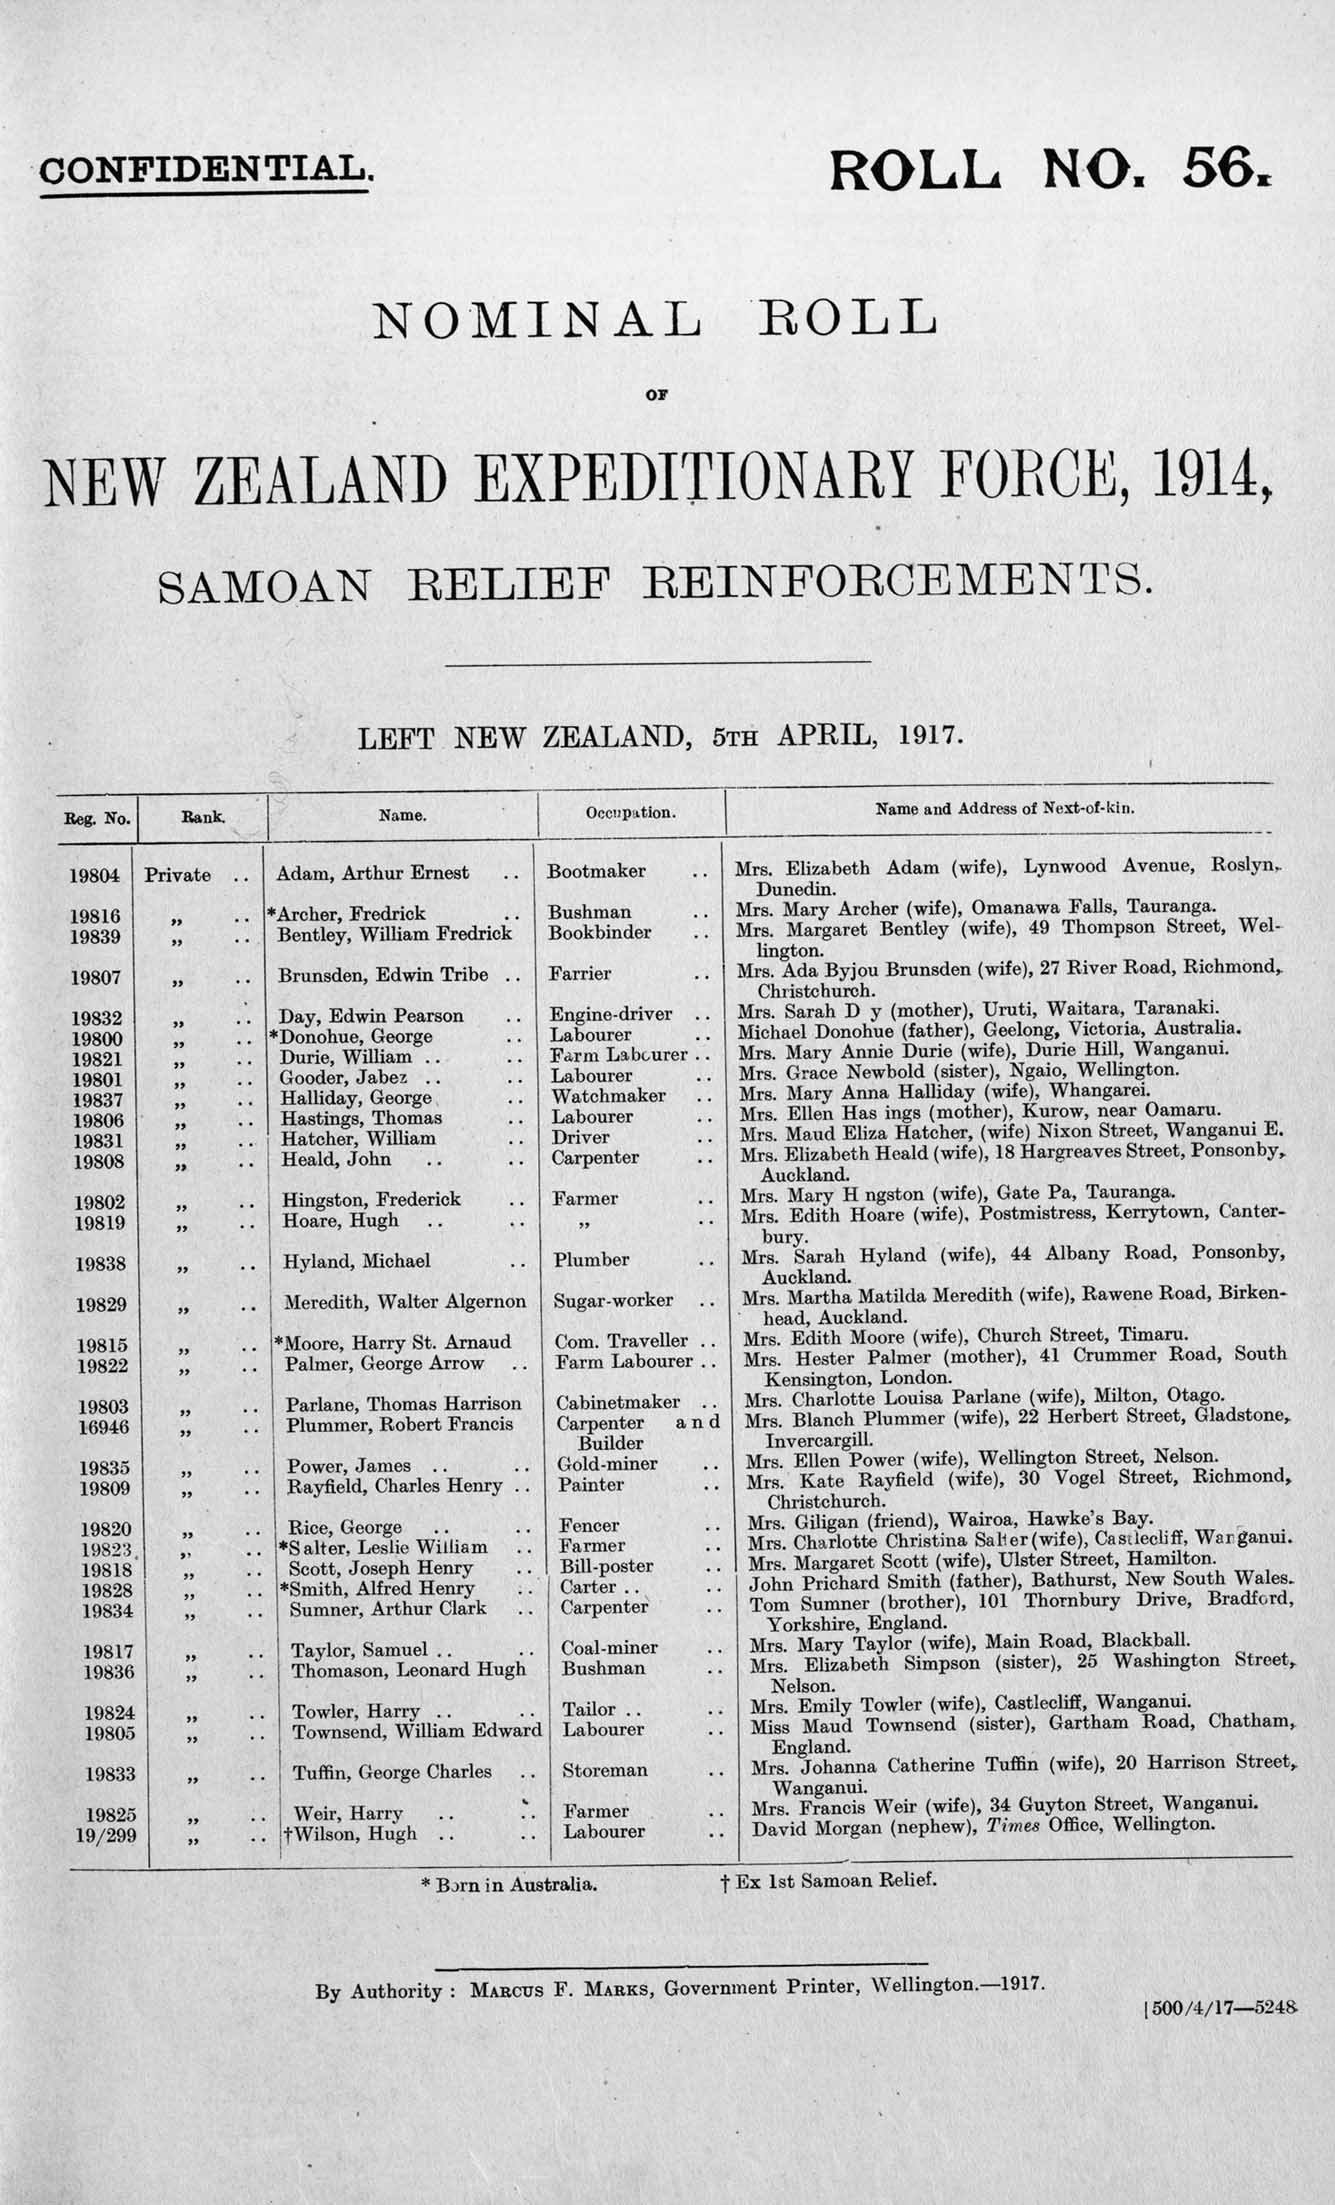 CONFIDENTIAL.
ROLL NO. 56.
NOMINAL ROLL
OF
NEW ZEALAND EXPEDITIONARY FORCE, 1914,
SAMOAN RELIEF REINFORCEMENTS.
LEFT NEW ZEALAND, 5TH APRIL, 1917.
Reg. No. Rank. Name. Occupation. Name and Address of Next-of-kin.
19804 Private .. Adam, Arthur Ernest .. Bootmaker .. Mrs. Elizabeth Adam (wife), Lynwood Avenue, Roslyn,
Dunedin.
19816 „ .. *Archer, Fredrick .. Bushman .. Mrs. Mary Archer (wife), Omanawa Falls, Tauranga.
19839 „ .. Bentley, William Fredrick Bookbinder .. Mrs. Margaret Bentley (wife), 49 Thompson Street, Wel-
lington.
19807 „ .. Brunsden, Edwin Tribe .. Farrier .. Mrs. Ada Byjou Brunsden (wife), 27 River Road, Richmond,
Christchurch.
19832 „ .. Day, Edwin Pearson .. Engine-driver .. Mrs. Sarah D y (mother), Uruti, Waitara, Taranaki.
19800 „ .. *Donohue, George .. Labourer .. Michael Donohue (father), Geelong, Victoria, Australia.
19821 „ .. Durie, William .. .. Farm Labourer .. Mrs. Mary Annie Durie (wife), Durie Hill, Wanganui.
19801 „ .. Gooder, Jabez .. .. Labourer .. Mrs. Grace Newbold (sister), Ngaio, Wellington.
19837 „ .. Halliday, George .. Watchmaker .. Mrs. Mary Anna Halliday (wife), Whangarei.
19806 „ .. Hastings, Thomas .. Labourer .. Mrs. Ellen Has ings (mother), Kurow, near Oamaru.
19831 „ .. Hatcher, William .. Driver .. Mrs. Maud Eliza Hatcher, (wife) Nixon Street, Wanganui E.
19808 „ .. Heald, John .. .. Carpenter .. Mrs. Elizabeth Heald (wife), 18 Hargreaves Street, Ponsonby,
Auckland.
19802 „ .. Hingston, Frederick .. Farmer .. Mrs. Mary H ngston (wife), Gate Pa, Tauranga.
19819 „ .. Hoare, Hugh .. .. „ .. Mrs. Edith Hoare (wife), Postmistress, Kerrytown, Canter-
bury.
19838 „ .. Hyland, Michael .. Plumber .. Mrs. Sarah Hyland (wife), 44 Albany Road, Ponsonby,
Auckland.
19829 „ .. Meredith, Walter Algernon Sugar-worker .. Mrs. Martha Matilda Meredith (wife), Rawene Road, Birken-
head, Auckland.
19815 „ .. *Moore, Harry St. Arnaud Com. Traveller .. Mrs. Edith Moore (wife), Church Street, Timaru.
19822 „ .. Palmer, George Arrow .. Farm Labourer .. Mrs. Hester Palmer (mother), 41 Crummer Road, South
Kensington, London.
19803 „ .. Parlane, Thomas Harrison Cabinetmaker .. Mrs. Charlotte Louisa Parlane (wife), Milton, Otago.
16946 „ .. Plummer, Robert Francis Carpenter and Mrs. Blanch Plummer (wife), 22 Herbert Street, Gladstone,
Builder Invercargill.
19835 „ .. Power, James .. .. Gold-miner .. Mrs. Ellen Power (wife), Wellington Street, Nelson.
19809 „ .. Rayfield, Charles Henry .. Painter .. Mrs. Kate Rayfield (wife), 30 Vogel Street, Richmond,
Christchurch.
19820 „ .. Rice, George .. .. Fencer .. Mrs. Giligan (friend), Wairoa, Hawke's Bay.
19823 „ .. *Salter, Leslie William .. Farmer .. Mrs. Charlotte Christina Salter (wife), Castlecliff, Wanganui.
19818 „ .. Scott, Joseph Henry .. Bill-poster .. Mrs. Margaret Scott (wife), Ulster Street, Hamilton.
19828 „ .. *Smith, Alfred Henry .. Carter .. .. John Prichard Smith (father), Bathurst, New South Wales.
19834 „ .. Sumner, Arthur Clark .. Carpenter .. Tom Sumner (brother), 101 Thornbury Drive, Bradford,
Yorkshire, England.
19817 „ .. Taylor, Samuel .. .. Coal-miner .. Mrs. Mary Taylor (wife), Main Road, Blackball.
19836 „ .. Thomason, Leonard Hugh Bushman .. Mrs. Elizabeth Simpson (sister), 25 Washington Street,
Nelson.
19824 „ .. Towler, Harry .. .. Tailor .. .. Mrs. Emily Towler (wife), Castlecliff, Wanganui.
19805 „ .. Townsend, William Edward Labourer .. Miss Maud Townsend (sister), Gartham Road, Chatham,
England.
19833 „ .. Tuffin, George Charles .. Storeman .. Mrs. Johanna Catherine Tuffin (wife), 20 Harrison Street,
Wanganui.
19825 „ .. Weir, Harry .. .. Farmer .. Mrs. Francis Weir (wife), 34 Guyton Street, Wanganui.
19/299 „ .. †Wilson, Hugh .. .. Labourer .. David Morgan (nephew), Times Office, Wellington.
* Born in Australia. † Ex 1st Samoan Relief.
By Authority : MARCUS F. MARKS, Government Printer, Wellington.—1917.
[500/4/17—5248